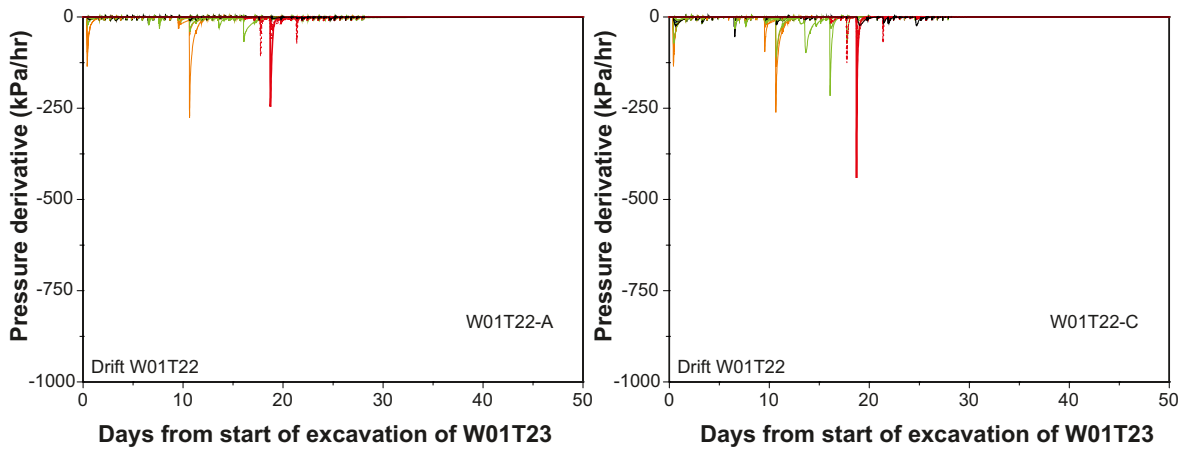 0
-250
-500
-750
-1000
Pressure derivative (kPa/hr)
W01T22-A
Drift W01T22
0 10 20 30 40 50
Days from start of excavation of W01T23
0
-250
-500
-750
-1000
Pressure derivative (kPa/hr)
W01T22-C
Drift W01T22
0 10 20 30 40 50
Days from start of excavation of W01T23